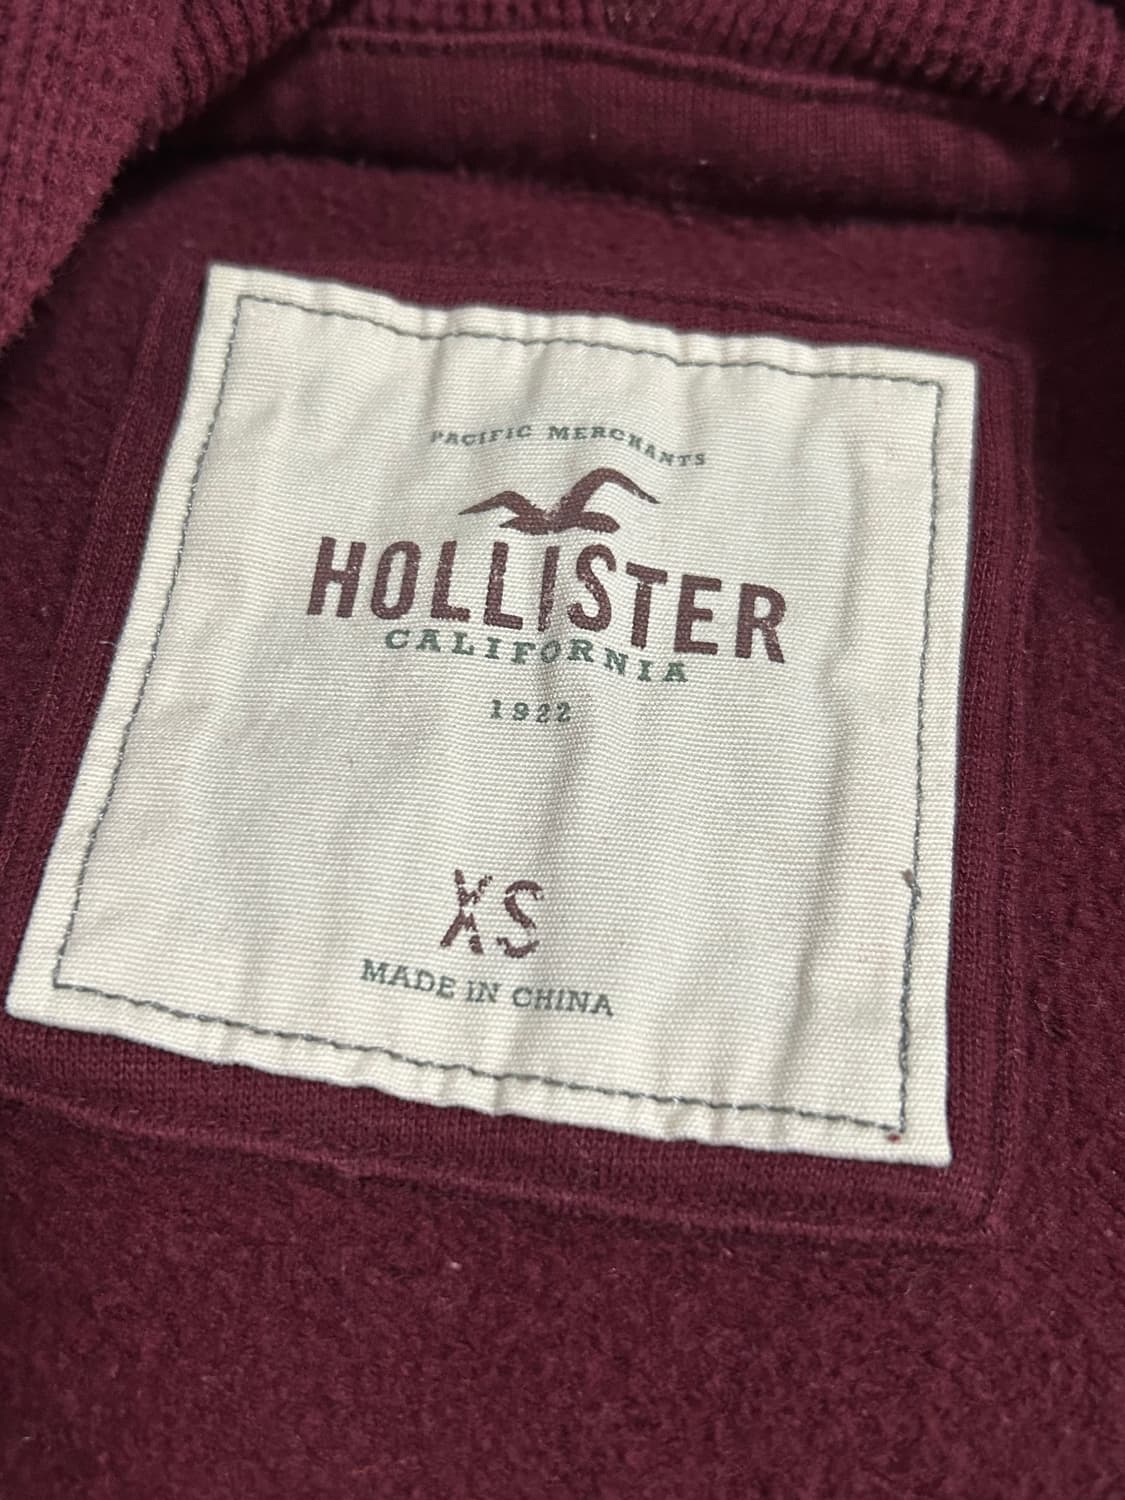 PACIFIC MERCHANTS
HOLLISTER
CALIFORNIA
1922
XS
MADE IN CHINA